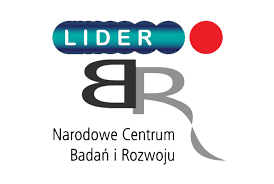 LIDER
BR
Narodowe Centrum
Badań i Rozwoju